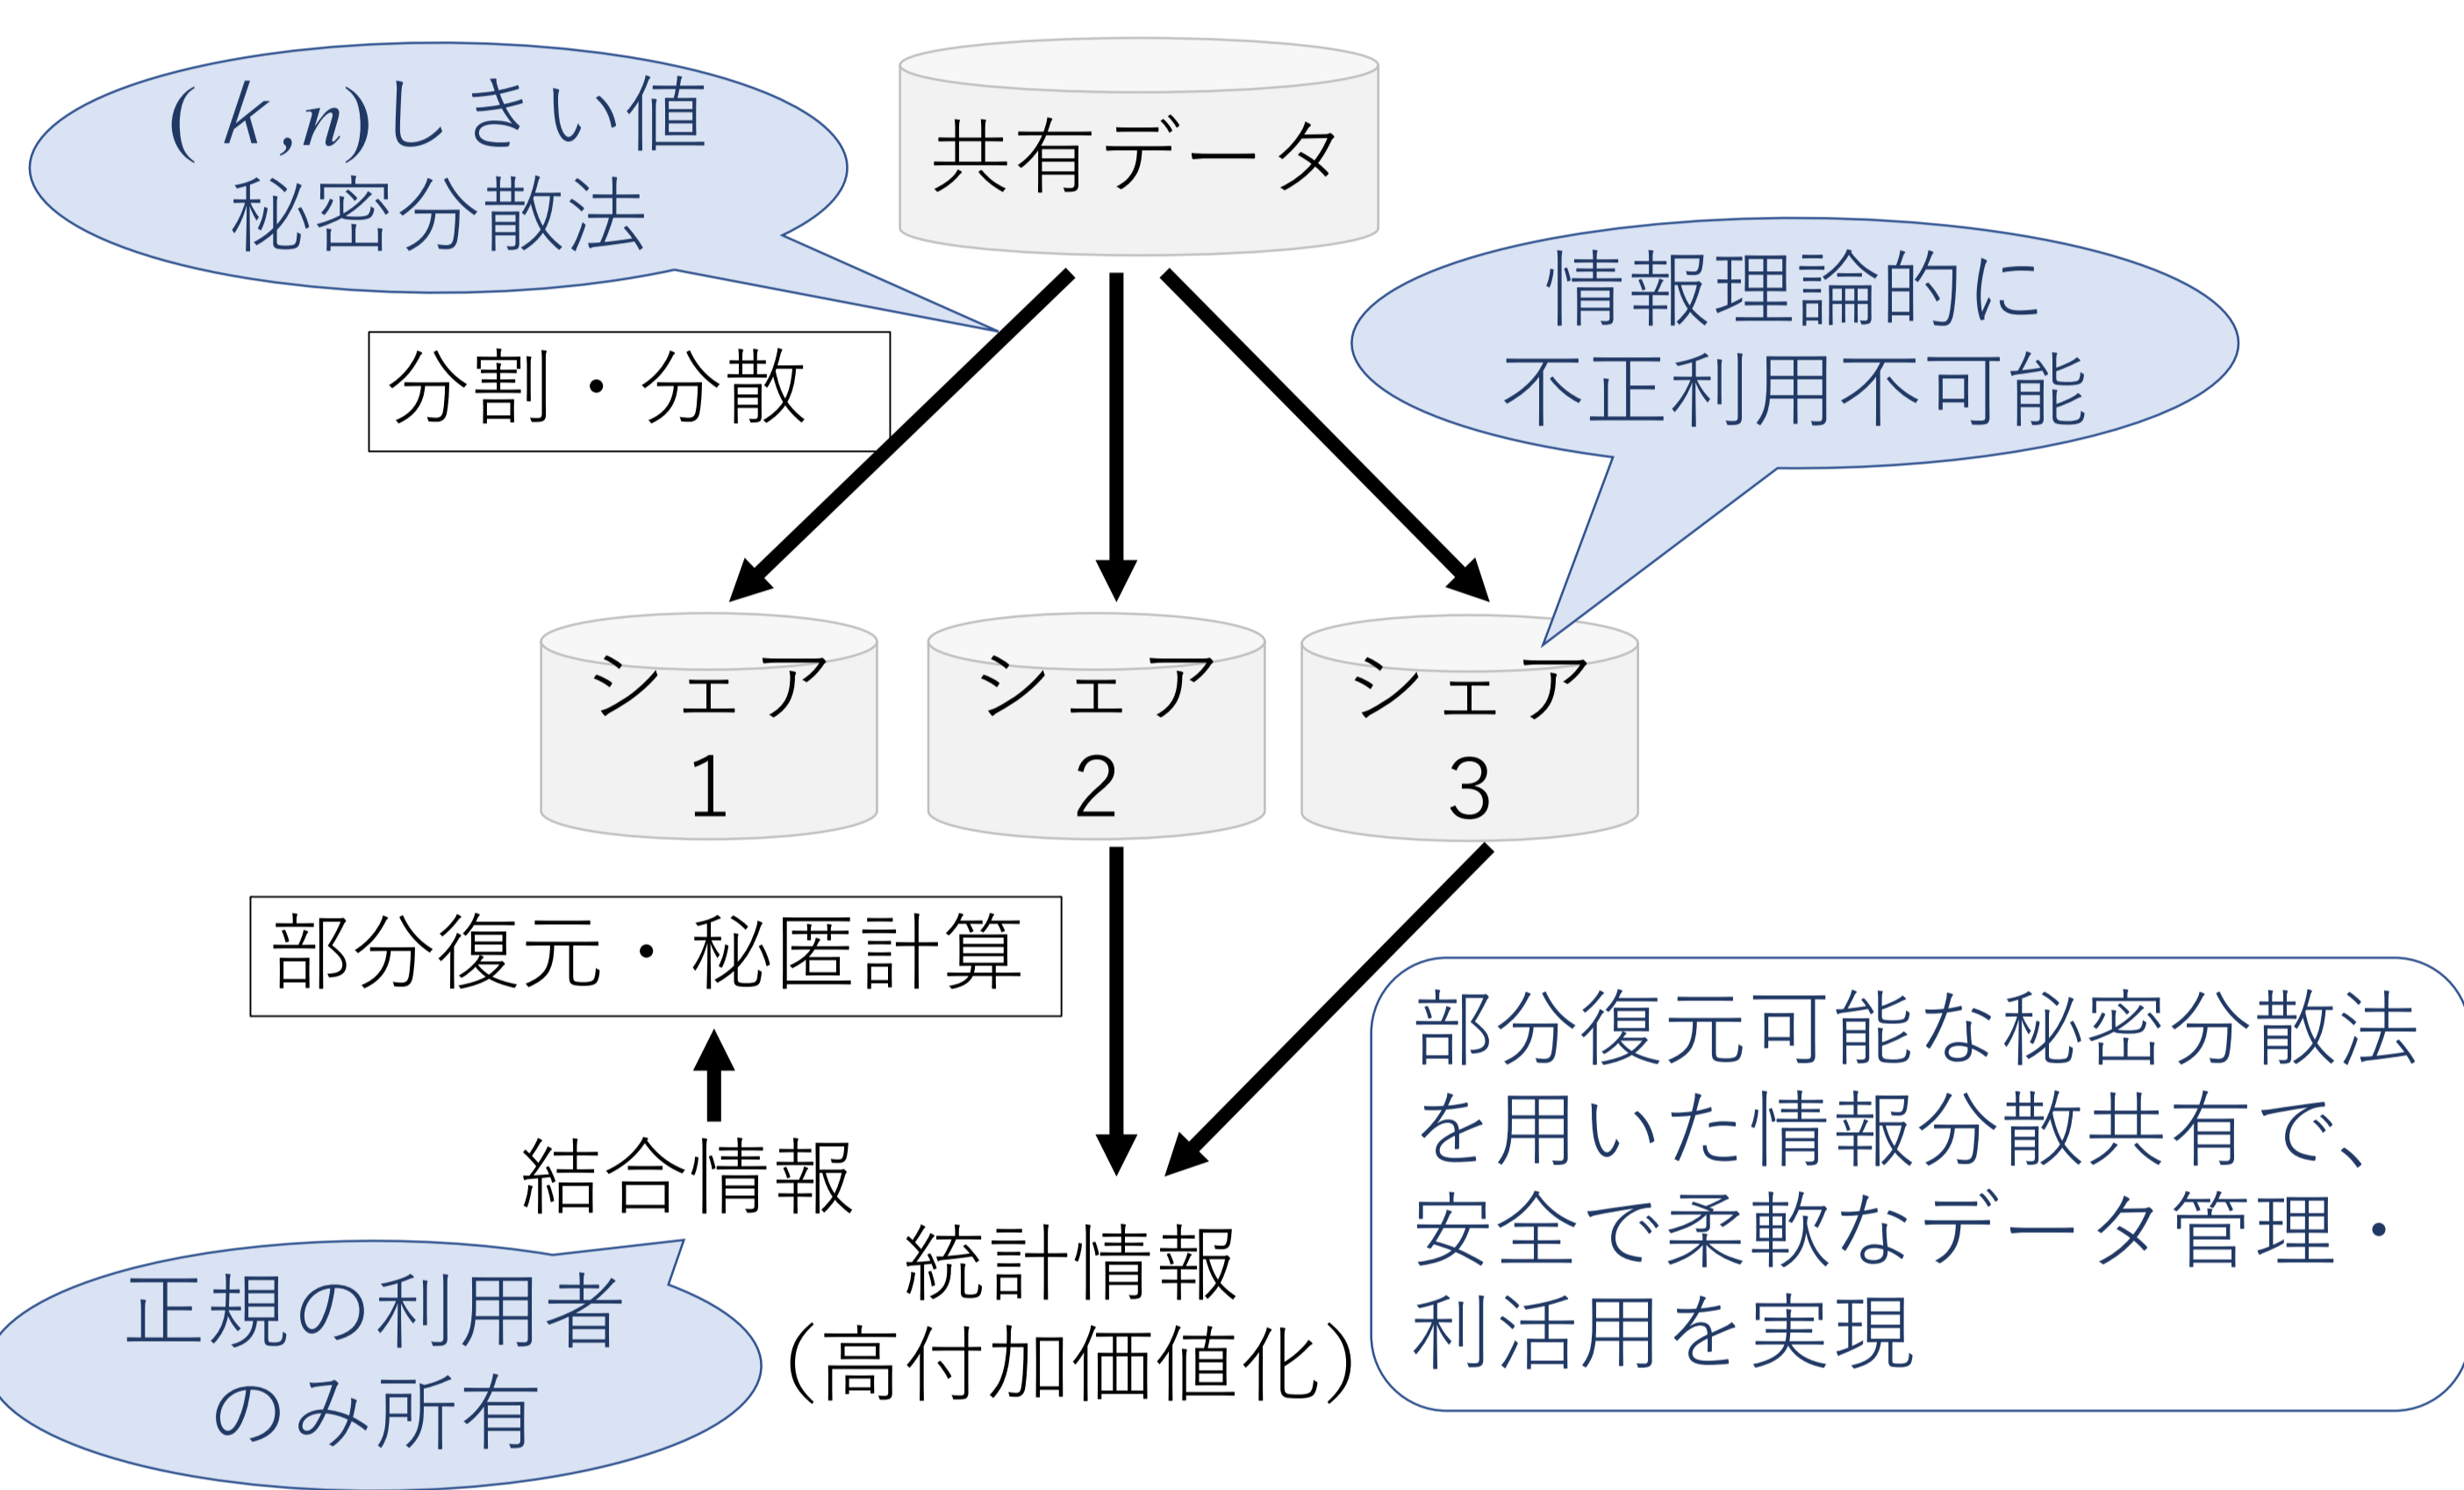 (k,n)しきい値
秘密分散法
共有データ
情報理論的に
不正利用不可能
分割・分散
シェア
1
シェア
2
シェア
3
部分復元・秘匿計算
結合情報
正規の利用者
のみ所有
統計情報
（高付加価値化）
部分復元可能な秘密分散法
を用いた情報分散共有で、
安全で柔軟なデータ管理・
利活用を実現